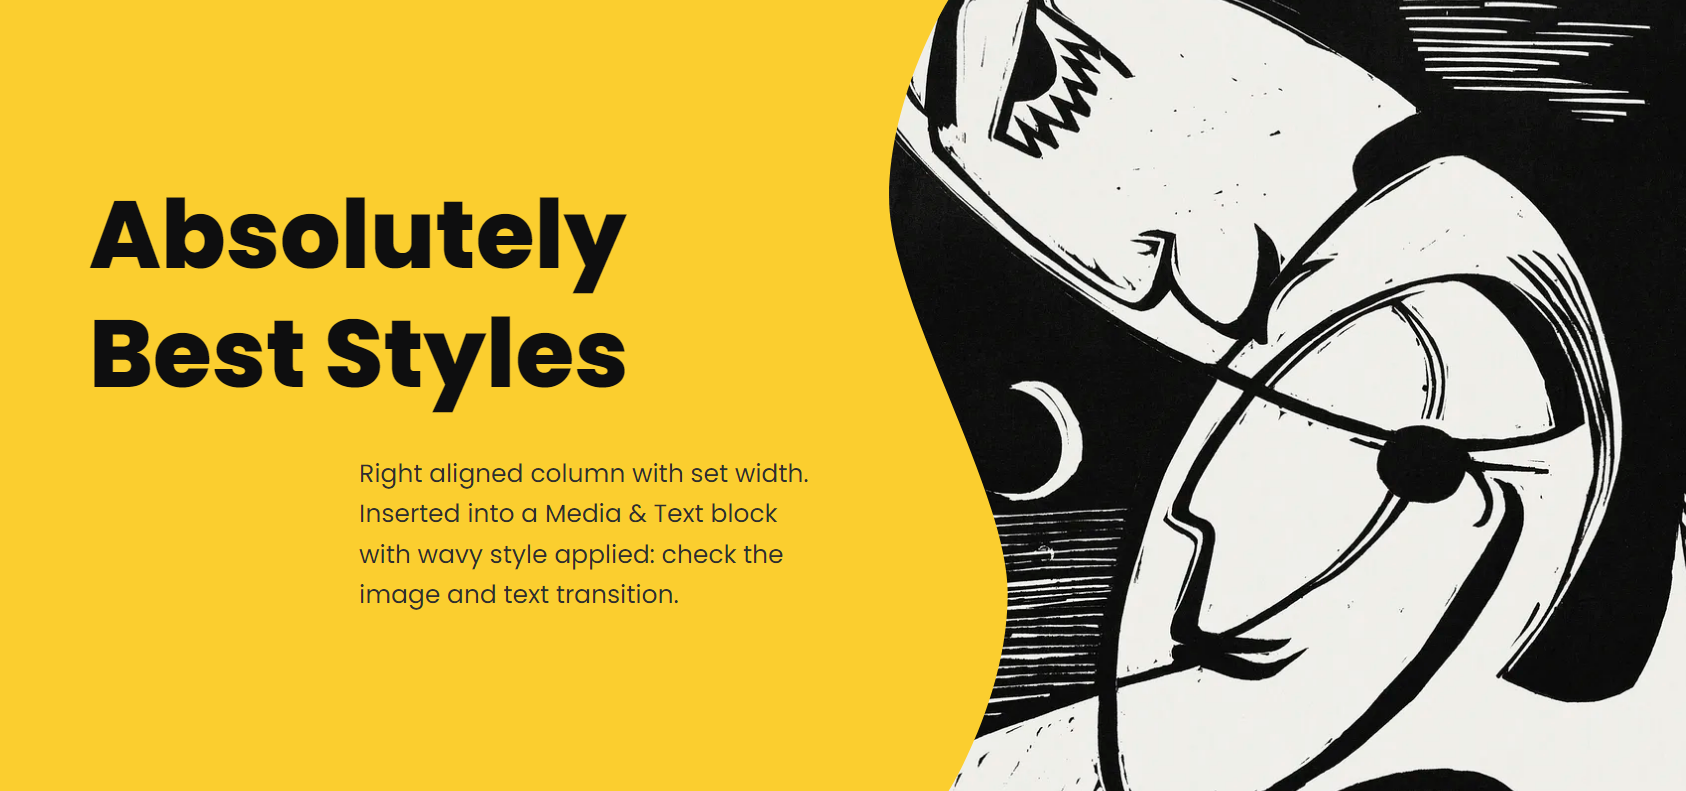 Absolutely
Best Styles
Right aligned column with set width.
Inserted into a Media & Text block
with wavy style applied: check the
image and text transition.